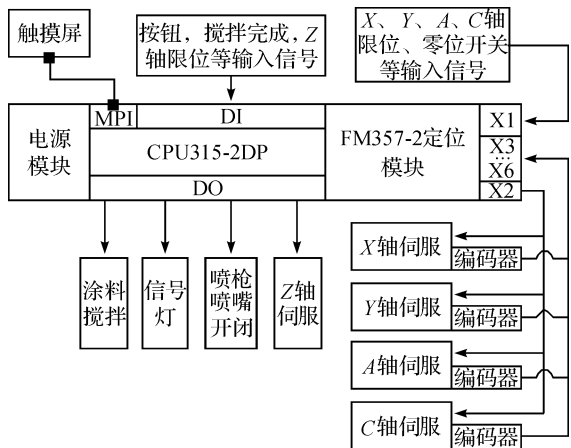 触摸屏
按钮，搅拌完成，Z
轴限位等输入信号
X、Y、A、C轴
限位、零位开关
等输入信号
电源
模块
MPI
DI
CPU315-2DP
DO
FM357-2定位
模块
X1
X3
...
X6
X2
涂料
搅拌
信号
灯
喷枪
喷嘴
开闭
Z轴
伺服
X轴伺服
编码器
Y轴伺服
编码器
A轴伺服
编码器
C轴伺服
编码器